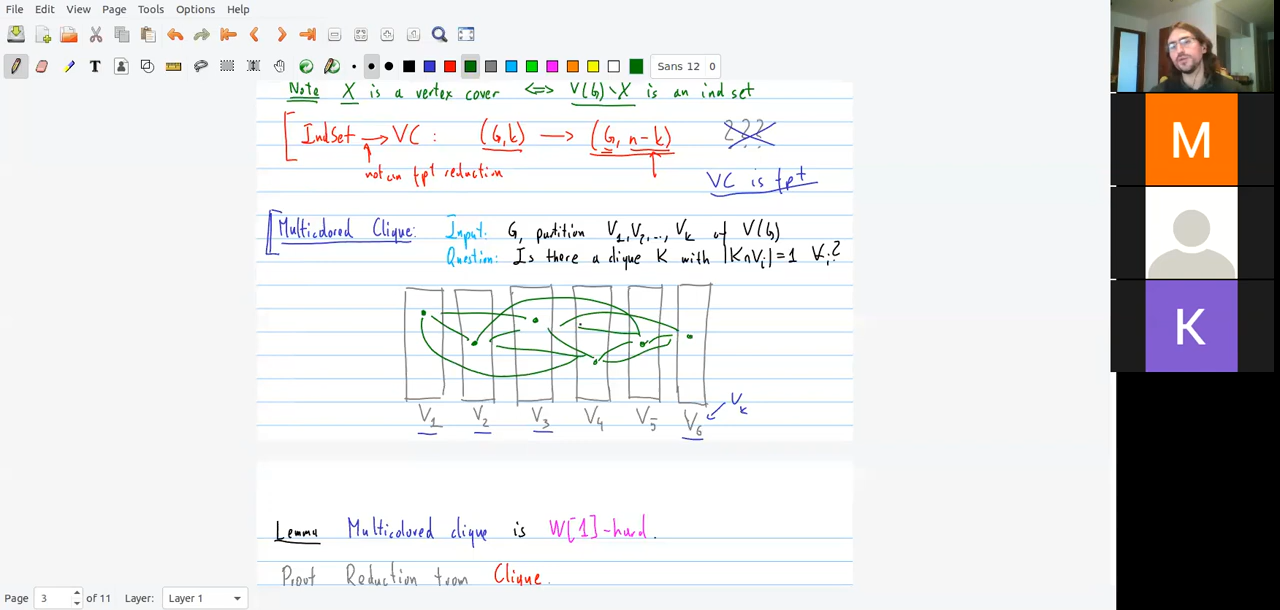 File Edit View Page Tools Options Help
Sans 12 0
Note X is a vertex cover <=> V(G)\X is an ind set
IndSet → VC: (G,k) → (G, n-k) ???
not an fpt reduction
VC is fpt
Multicolored Clique: Input: G, partition V1,V2,..., Vk of V(G)
Question: Is there a clique K with |K∩Vi|=1 ∀i?
V1 V2 V3 V4 V5 V6 Vk
Lemma Multicolored clique is W[1]-hard.
Proof Reduction from Clique.
Page 3 of 11 Layer: Layer 1
M
K